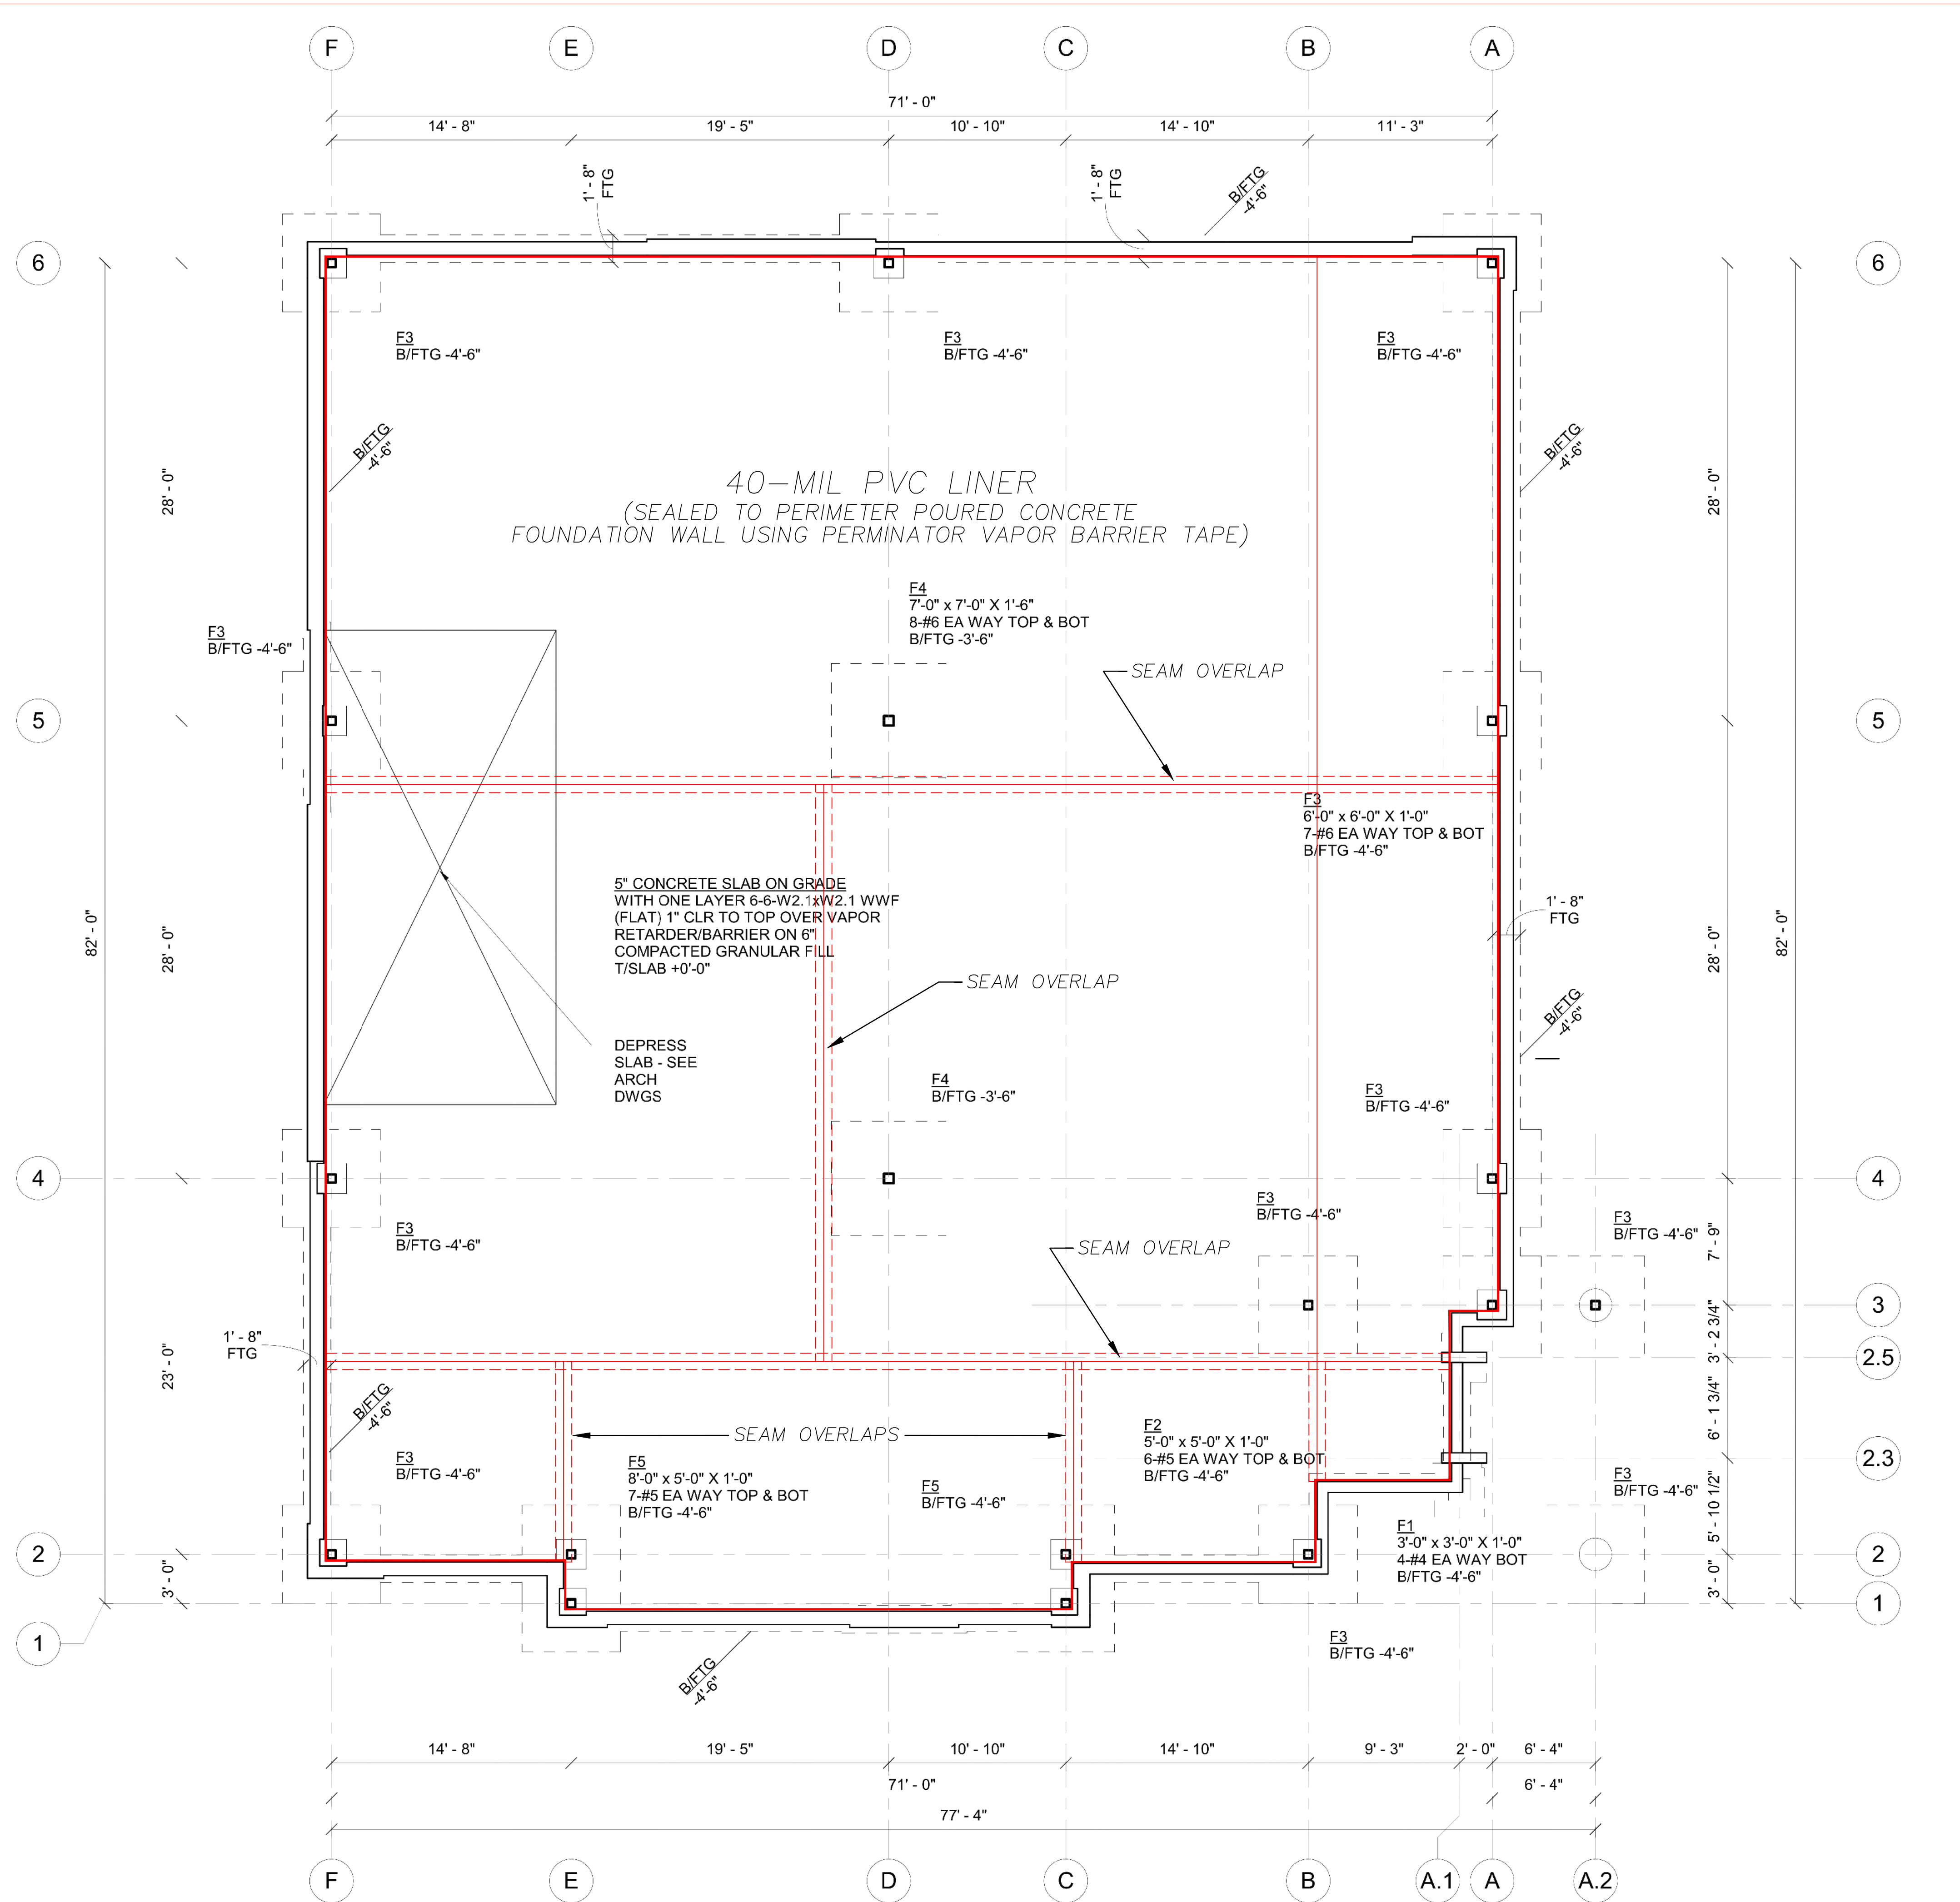 F E D C B A
71' - 0"
14' - 8" 19' - 5" 10' - 10" 14' - 10" 11' - 3"
1' - 8"
FTG
1' - 8"
FTG
B/FTG
-4'-6"
6
6
F3
B/FTG -4'-6"
F3
B/FTG -4'-6"
F3
B/FTG -4'-6"
B/FTG
-4'-6"
B/FTG
-4'-6"
28' - 0"
28' - 0"
40-MIL PVC LINER
(SEALED TO PERIMETER POURED CONCRETE
FOUNDATION WALL USING PERMINATOR VAPOR BARRIER TAPE)
F4
7'-0" x 7'-0" X 1'-6"
8-#6 EA WAY TOP & BOT
B/FTG -3'-6"
F3
B/FTG -4'-6"
SEAM OVERLAP
5
5
F3
6'-0" x 6'-0" X 1'-0"
7-#6 EA WAY TOP & BOT
B/FTG -4'-6"
5" CONCRETE SLAB ON GRADE
WITH ONE LAYER 6-6-W2.1xW2.1 WWF
(FLAT) 1" CLR TO TOP OVER VAPOR
RETARDER/BARRIER ON 6"
COMPACTED GRANULAR FILL
T/SLAB +0'-0"
1' - 8"
FTG
82' - 0"
28' - 0"
28' - 0"
82' - 0"
SEAM OVERLAP
B/FTG
-4'-6"
DEPRESS
SLAB - SEE
ARCH
DWGS
F4
B/FTG -3'-6"
F3
B/FTG -4'-6"
4
4
F3
B/FTG -4'-6"
F3
B/FTG -4'-6"
F3
B/FTG -4'-6"
SEAM OVERLAP
7' - 9"
3
1' - 8"
FTG
23' - 0"
3' - 2 3/4"
2.5
B/FTG
-4'-6"
6' - 1 3/4"
SEAM OVERLAPS
F2
5'-0" x 5'-0" X 1'-0"
6-#5 EA WAY TOP & BOT
B/FTG -4'-6"
F3
B/FTG -4'-6"
F5
8'-0" x 5'-0" X 1'-0"
7-#5 EA WAY TOP & BOT
B/FTG -4'-6"
F5
B/FTG -4'-6"
2.3
F3
B/FTG -4'-6"
5' - 10 1/2"
F1
3'-0" x 3'-0" X 1'-0"
4-#4 EA WAY BOT
B/FTG -4'-6"
2
2
3' - 0"
3' - 0"
1
1
F3
B/FTG -4'-6"
B/FTG
-4'-6"
14' - 8" 19' - 5" 10' - 10" 14' - 10" 9' - 3" 2' - 0" 6' - 4"
71' - 0" 6' - 4"
77' - 4"
F E D C B A.1 A A.2